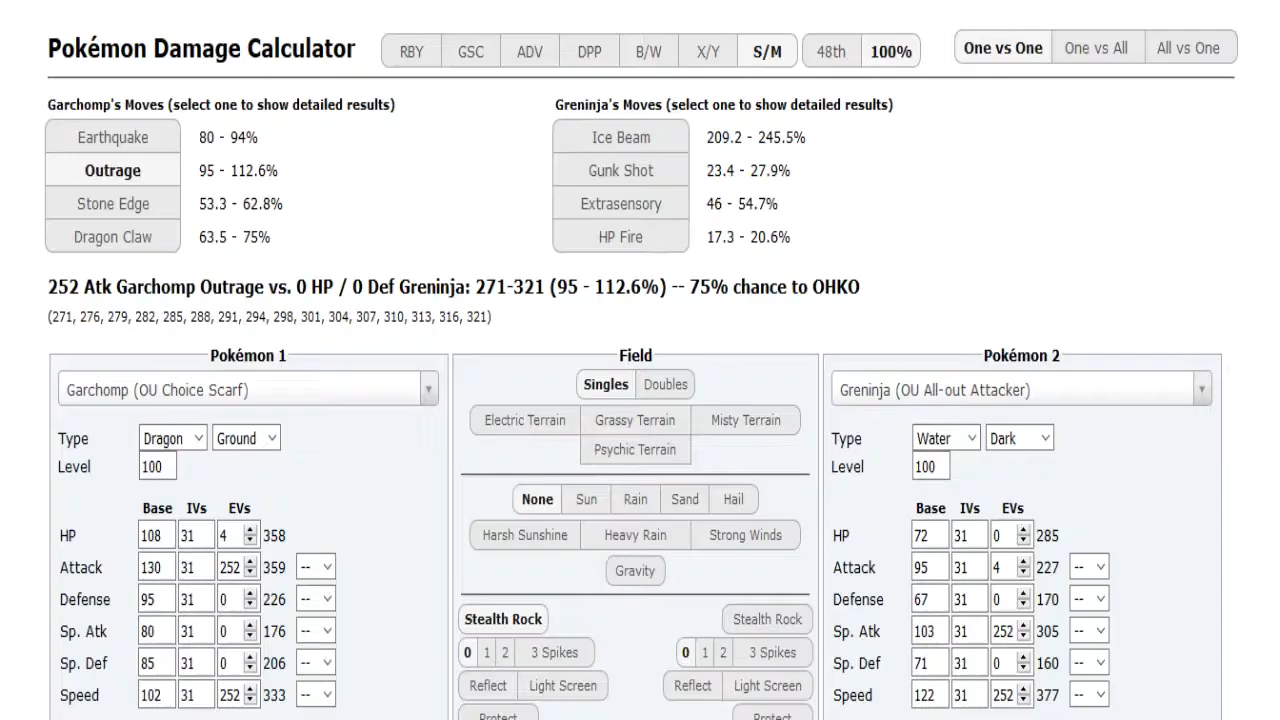 Pokémon Damage Calculator RBY GSC ADV DPP B/W X/Y S/M 48th 100% One vs One One vs All All vs One
Garchomp's Moves (select one to show detailed results) Greninja's Moves (select one to show detailed results)
Earthquake 80 - 94% Ice Beam 209.2 - 245.5%
Outrage 95 - 112.6% Gunk Shot 23.4 - 27.9%
Stone Edge 53.3 - 62.8% Extrasensory 46 - 54.7%
Dragon Claw 63.5 - 75% HP Fire 17.3 - 20.6%
252 Atk Garchomp Outrage vs. 0 HP / 0 Def Greninja: 271-321 (95 - 112.6%) -- 75% chance to OHKO
(271, 276, 279, 282, 285, 288, 291, 294, 298, 301, 304, 307, 310, 313, 316, 321)
Pokémon 1
Garchomp (OU Choice Scarf)
Type Dragon Ground
Level 100
Base IVs EVs
HP 108 31 4 358
Attack 130 31 252 359 --
Defense 95 31 0 226 --
Sp. Atk 80 31 0 176 --
Sp. Def 85 31 0 206 --
Speed 102 31 252 333 --
Field
Singles Doubles
Electric Terrain Grassy Terrain Misty Terrain
Psychic Terrain
None Sun Rain Sand Hail
Harsh Sunshine Heavy Rain Strong Winds
Gravity
Stealth Rock Stealth Rock
0 1 2 3 Spikes 0 1 2 3 Spikes
Reflect Light Screen Reflect Light Screen
Protect Protect
Pokémon 2
Greninja (OU All-out Attacker)
Type Water Dark
Level 100
Base IVs EVs
HP 72 31 0 285
Attack 95 31 4 227 --
Defense 67 31 0 170 --
Sp. Atk 103 31 252 305 --
Sp. Def 71 31 0 160 --
Speed 122 31 252 377 --